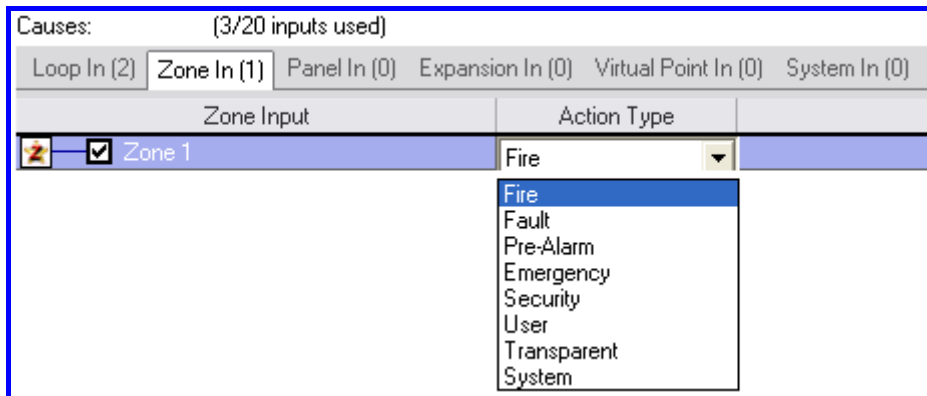 Causes: (3/20 inputs used)
Loop In (2) Zone In (1) Panel In (0) Expansion In (0) Virtual Point In (0) System In (0)
Zone Input Action Type
Z Zone 1 Fire
Fire
Fault
Pre-Alarm
Emergency
Security
User
Transparent
System